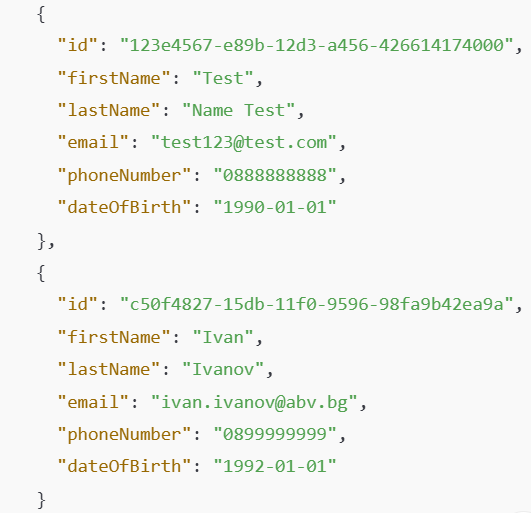 {
"id": "123e4567-e89b-12d3-a456-426614174000",
"firstName": "Test",
"lastName": "Name Test",
"email": "test123@test.com",
"phoneNumber": "0888888888",
"dateOfBirth": "1990-01-01"
},
{
"id": "c50f4827-15db-11f0-9596-98fa9b42ea9a",
"firstName": "Ivan",
"lastName": "Ivanov",
"email": "ivan.ivanov@abv.bg",
"phoneNumber": "0899999999",
"dateOfBirth": "1992-01-01"
}